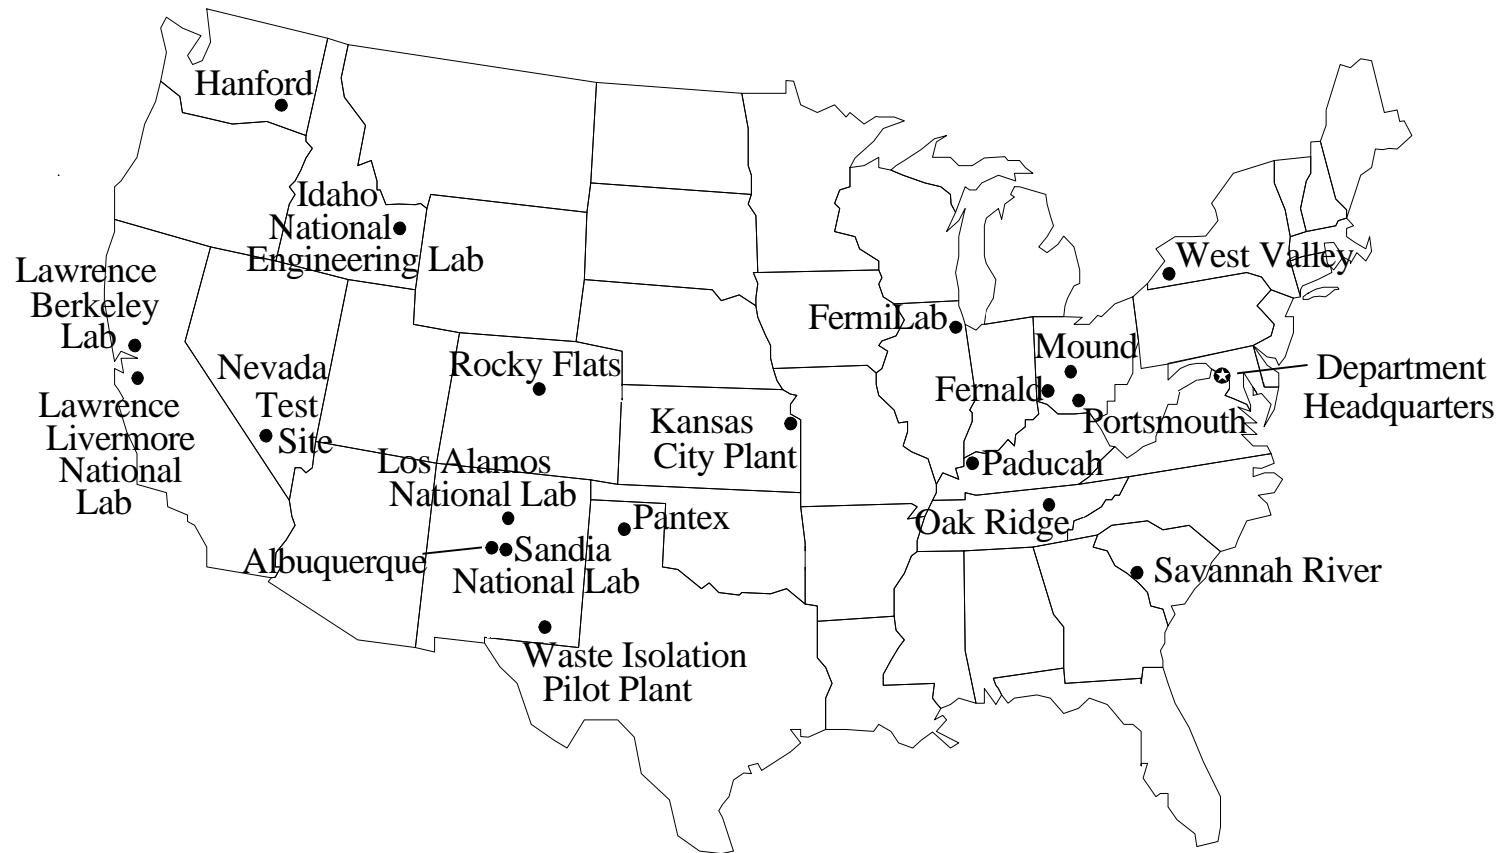 Hanford
Idaho
National
Engineering Lab
Lawrence
Berkeley
Lab
Lawrence
Livermore
National
Lab
Nevada
Test
Site
Rocky Flats
Los Alamos
National Lab
Albuquerque
Sandia
National Lab
Waste Isolation
Pilot Plant
Pantex
Kansas
City Plant
FermiLab
Mound
Fernald
Portsmouth
Paducah
Oak Ridge
Savannah River
West Valley
Department
Headquarters